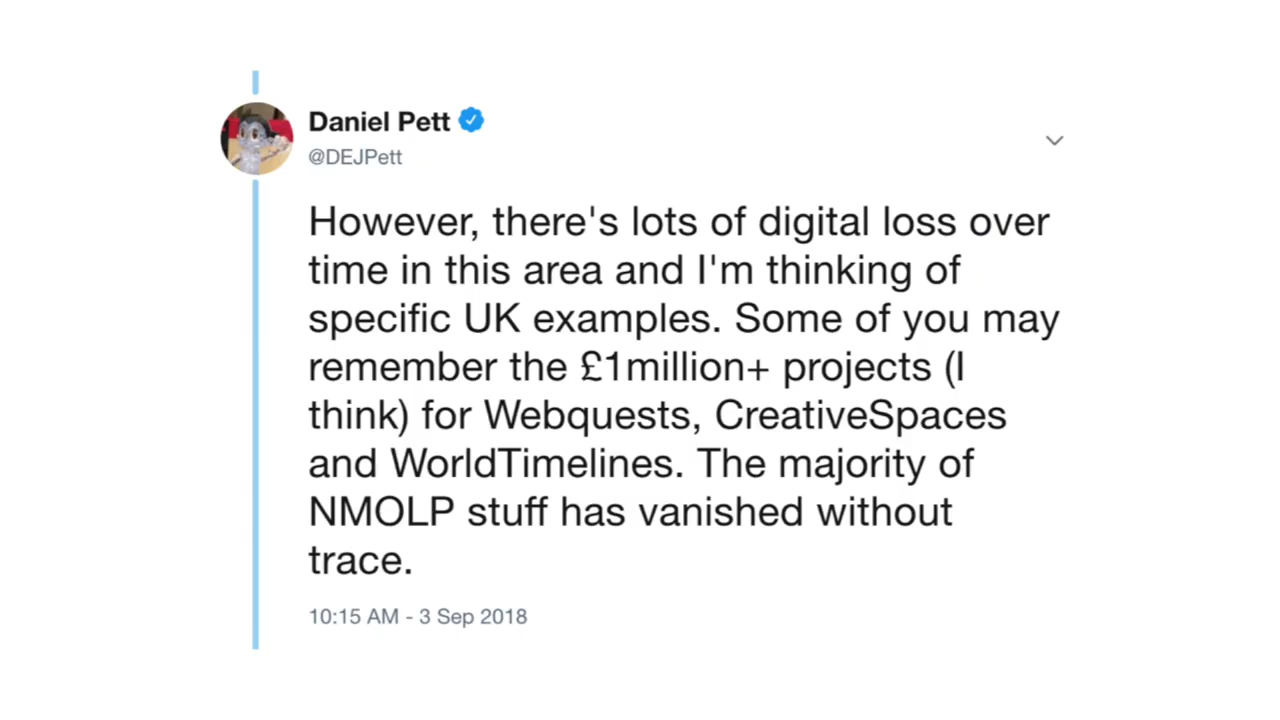 Daniel Pett
@DEJPett
However, there's lots of digital loss over
time in this area and I'm thinking of
specific UK examples. Some of you may
remember the £1million+ projects (I
think) for Webquests, CreativeSpaces
and WorldTimelines. The majority of
NMOLP stuff has vanished without
trace.
10:15 AM - 3 Sep 2018